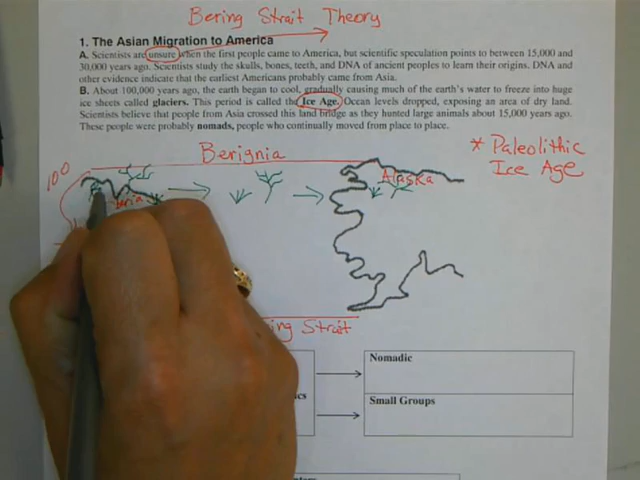 Bering Strait Theory
1. The Asian Migration to America
A. Scientists are unsure when the first people came to America, but scientific speculation points to between 15,000 and
30,000 years ago. Scientists study the skulls, bones, teeth, and DNA of ancient peoples to learn their origins. DNA and
other evidence indicate that the earliest Americans probably came from Asia.
B. About 100,000 years ago, the earth began to cool, gradually causing much of the earth's water to freeze into huge
ice sheets called glaciers. This period is called the Ice Age. Ocean levels dropped, exposing an area of dry land.
Scientists believe that people from Asia crossed this land bridge as they hunted large animals about 15,000 years ago.
These people were probably nomads, people who continually moved from place to place.
* Paleolithic
Ice Age
Berignia
100
Alaska
Strait
Nomadic
Small Groups